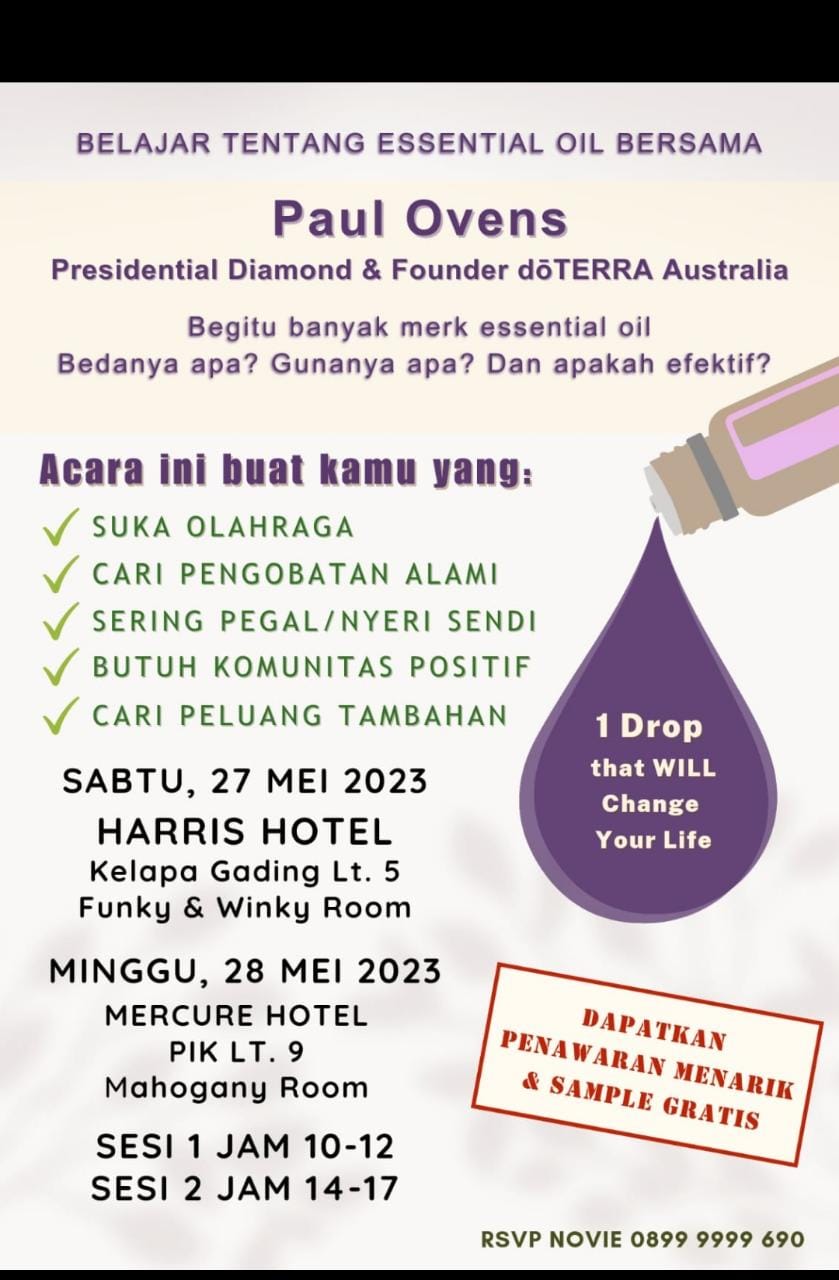 BELAJAR TENTANG ESSENTIAL OIL BERSAMA
Paul Ovens
Presidential Diamond & Founder dōTERRA Australia
Begitu banyak merk essential oil
Bedanya apa? Gunanya apa? Dan apakah efektif?
Acara ini buat kamu yang:
SUKA OLAHRAGA
CARI PENGOBATAN ALAMI
SERING PEGAL/NYERI SENDI
BUTUH KOMUNITAS POSITIF
CARI PELUANG TAMBAHAN
1 Drop
that WILL
Change
Your Life
SABTU, 27 MEI 2023
HARRIS HOTEL
Kelapa Gading Lt. 5
Funky & Winky Room
MINGGU, 28 MEI 2023
MERCURE HOTEL
PIK LT. 9
Mahogany Room
SESI 1 JAM 10-12
SESI 2 JAM 14-17
DAPATKAN
PENAWARAN MENARIK
& SAMPLE GRATIS
RSVP NOVIE 0899 9999 690